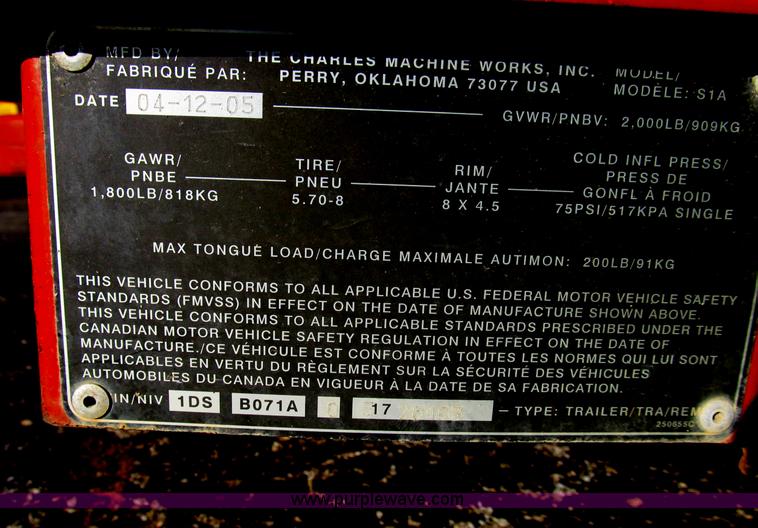 MFD BY/ THE CHARLES MACHINE WORKS, INC. MODEL/
FABRIQUÉ PAR: PERRY, OKLAHOMA 73077 USA MODÈLE: S1A
DATE 04-12-05 GVWR/PNBV: 2,000LB/909KG
GAWR/ TIRE/ RIM/ COLD INFL PRESS/
PNBE PNEU JANTE PRESS DE
1,800LB/818KG 5.70-8 8 X 4.5 GONFL À FROID
75PSI/517KPA SINGLE
MAX TONGUE LOAD/CHARGE MAXIMALE AUTIMON: 200LB/91KG
THIS VEHICLE CONFORMS TO ALL APPLICABLE U.S. FEDERAL MOTOR VEHICLE SAFETY
STANDARDS (FMVSS) IN EFFECT ON THE DATE OF MANUFACTURE SHOWN ABOVE.
THIS VEHICLE CONFORMS TO ALL APPLICABLE STANDARDS PRESCRIBED UNDER THE
CANADIAN MOTOR VEHICLE SAFETY REGULATION IN EFFECT ON THE DATE OF
MANUFACTURE./CE VÉHICULE EST CONFORME À TOUTES LES NORMES QUI LUI SONT
APPLICABLES EN VERTU DU RÈGLEMENT SUR LA SÉCURITÉ DES VÉHICULES
AUTOMOBILES DU CANADA EN VIGUEUR À LA DATE DE SA FABRICATION.
IN/NIV 1DS B071A 17 – TYPE: TRAILER/TRA/REM
www.purplewave.com